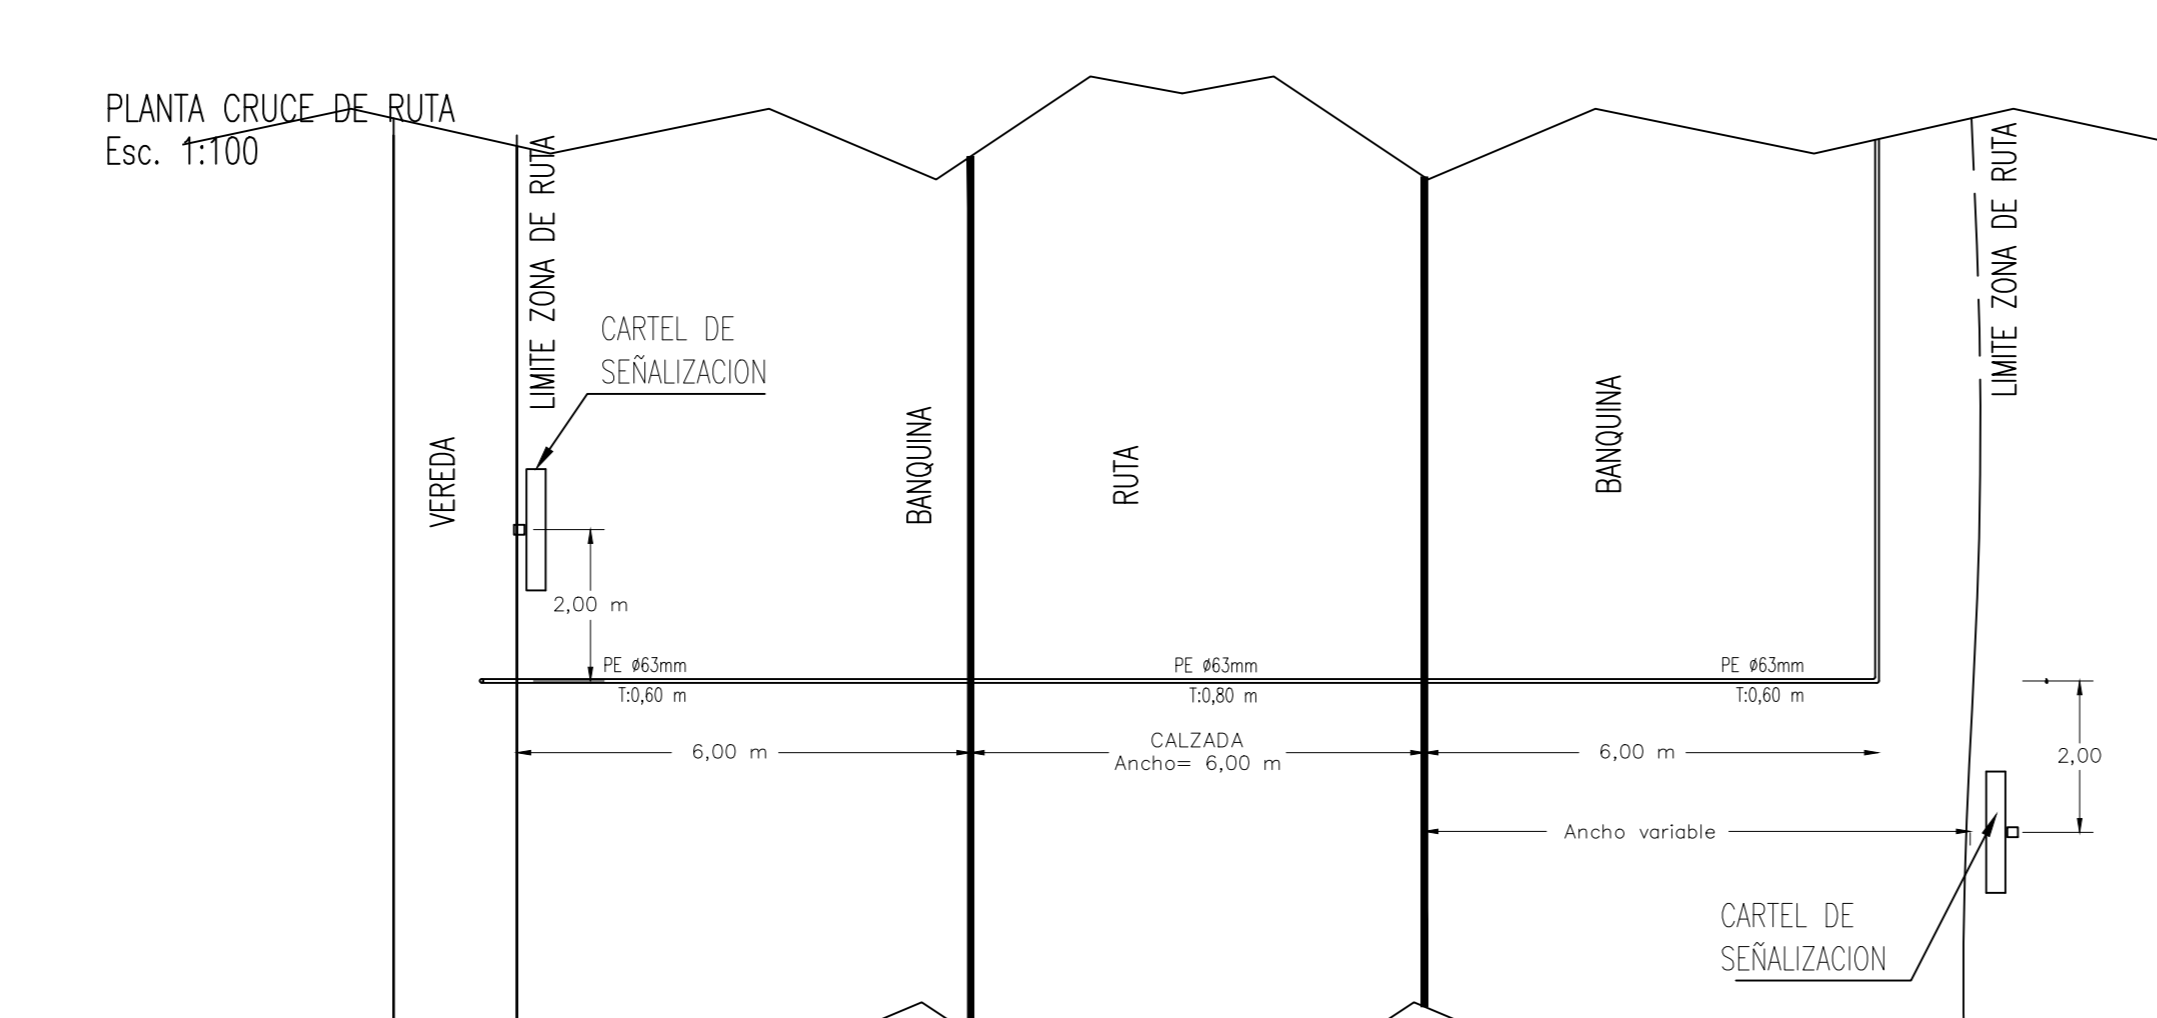 PLANTA CRUCE DE RUTA
Esc. 1:100
LIMITE ZONA DE RUTA
LIMITE ZONA DE RUTA
CARTEL DE
SEÑALIZACION
VEREDA
BANQUINA
RUTA
BANQUINA
2,00 m
PE ø63mm
T:0,60 m
PE ø63mm
T:0,80 m
PE ø63mm
T:0,60 m
6,00 m
CALZADA
Ancho= 6,00 m
6,00 m
2,00
Ancho variable
CARTEL DE
SEÑALIZACION